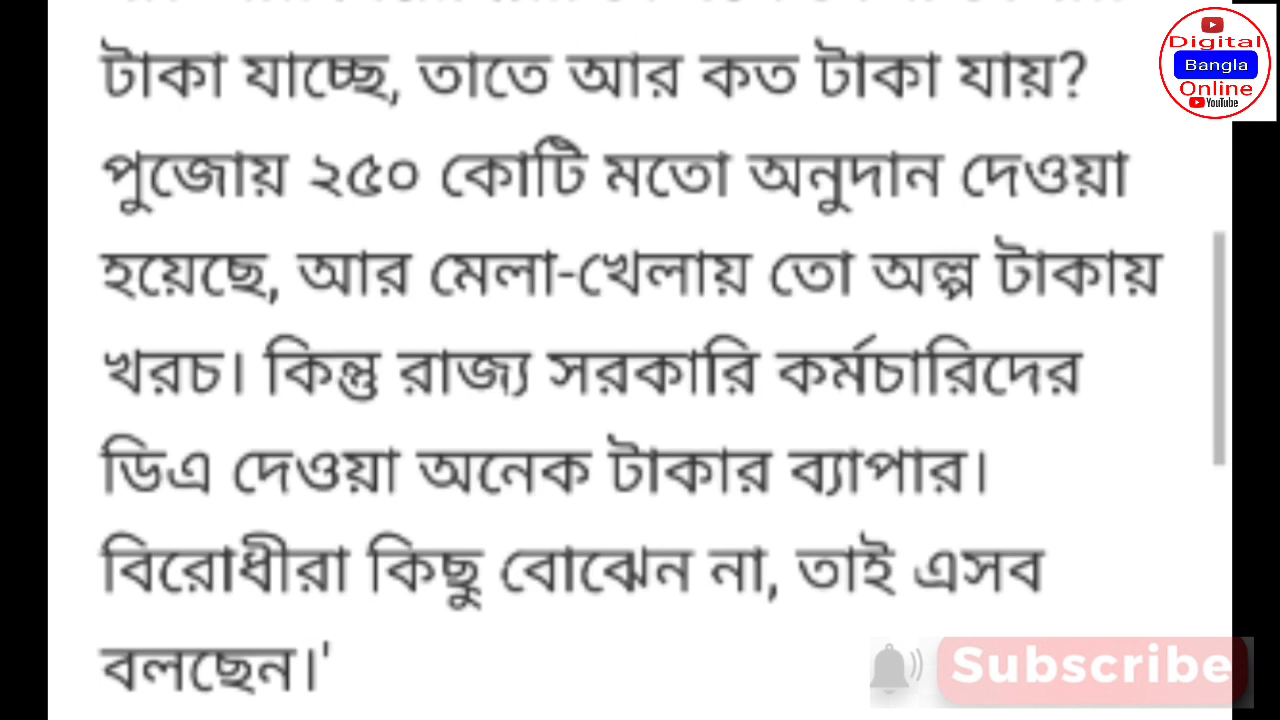 টাকা যাচ্ছে, তাতে আর কত টাকা যায়?
পুজোয় ২৫০ কোটি মতো অনুদান দেওয়া
হয়েছে, আর মেলা-খেলায় তো অল্প টাকায়
খরচ। কিন্তু রাজ্য সরকারি কর্মচারিদের
ডিএ দেওয়া অনেক টাকার ব্যাপার।
বিরোধীরা কিছু বোঝেন না, তাই এসব
বলছেন।'
Digital
Bangla
Online
YouTube
Subscribe